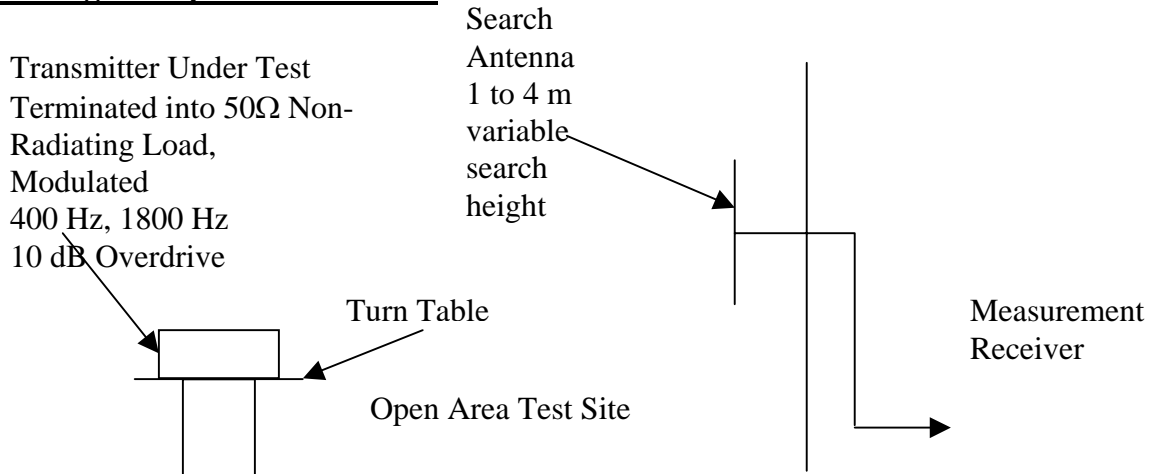 Transmitter Under Test
Terminated into 50Ω Non-
Radiating Load,
Modulated
400 Hz, 1800 Hz
10 dB Overdrive
Search
Antenna
1 to 4 m
variable
search
height
Turn Table
Open Area Test Site
Measurement
Receiver